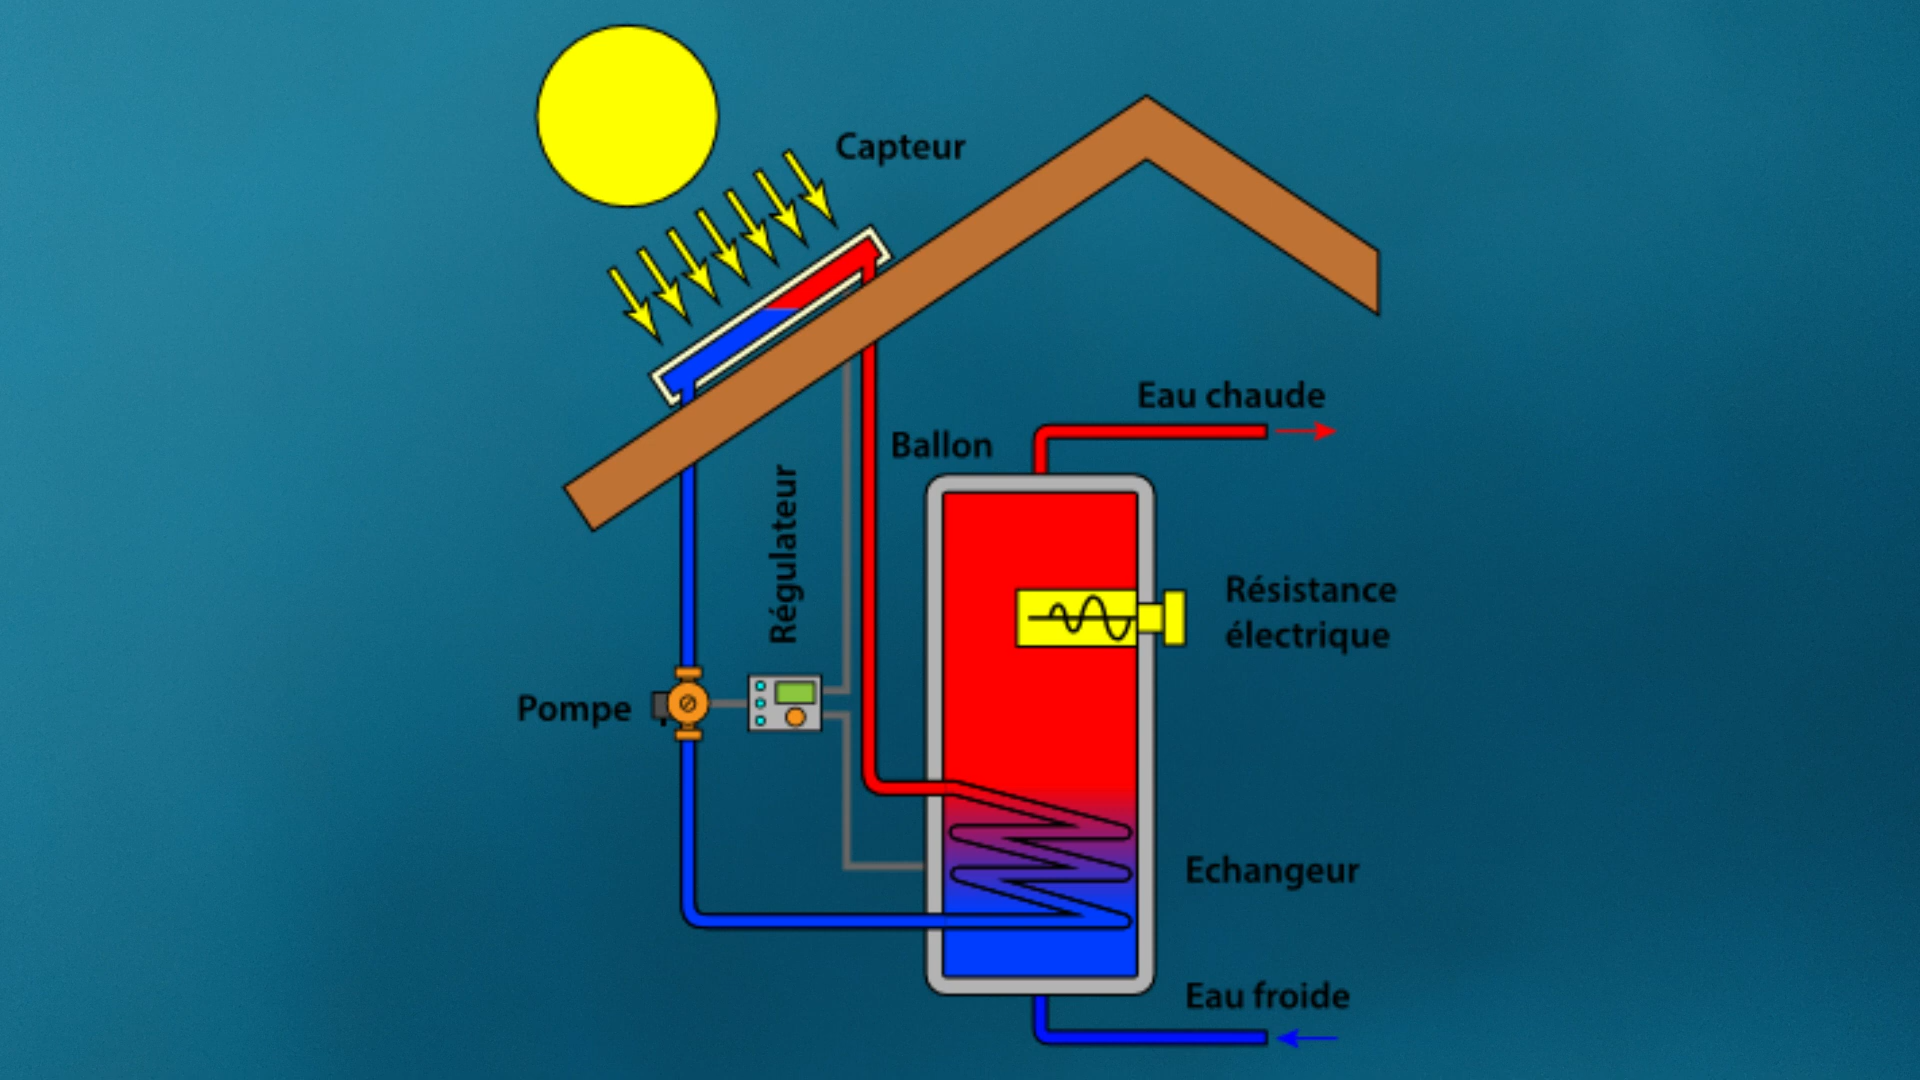 Capteur
Eau chaude
Ballon
Régulateur
Résistance
électrique
Pompe
Echangeur
Eau froide